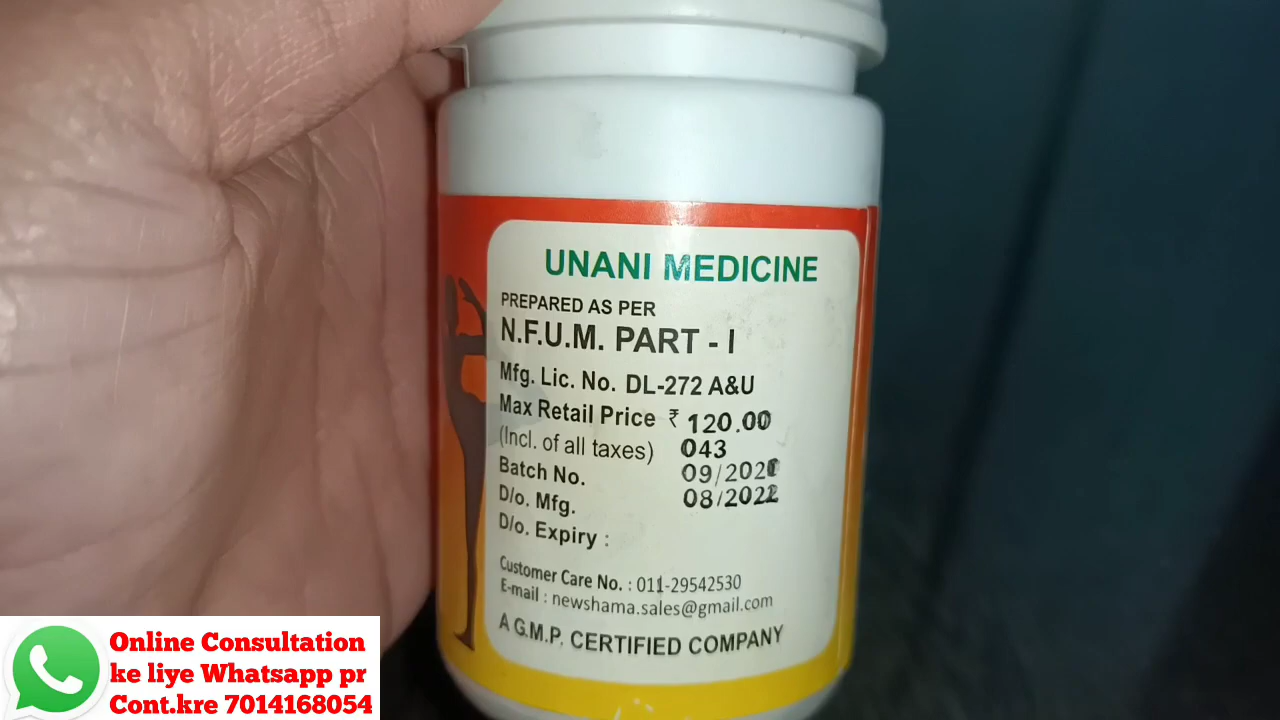 UNANI MEDICINE
PREPARED AS PER
N.F.U.M. PART - I
Mfg. Lic. No. DL-272 A&U
Max Retail Price ₹ 120.00
(Incl. of all taxes) 043
Batch No. 09/2021
D/o. Mfg. 08/2022
D/o. Expiry :
Customer Care No. : 011-29542530
E-mail : newshama.sales@gmail.com
A G.M.P. CERTIFIED COMPANY
Online Consultation
ke liye Whatsapp pr
Cont.kre 7014168054